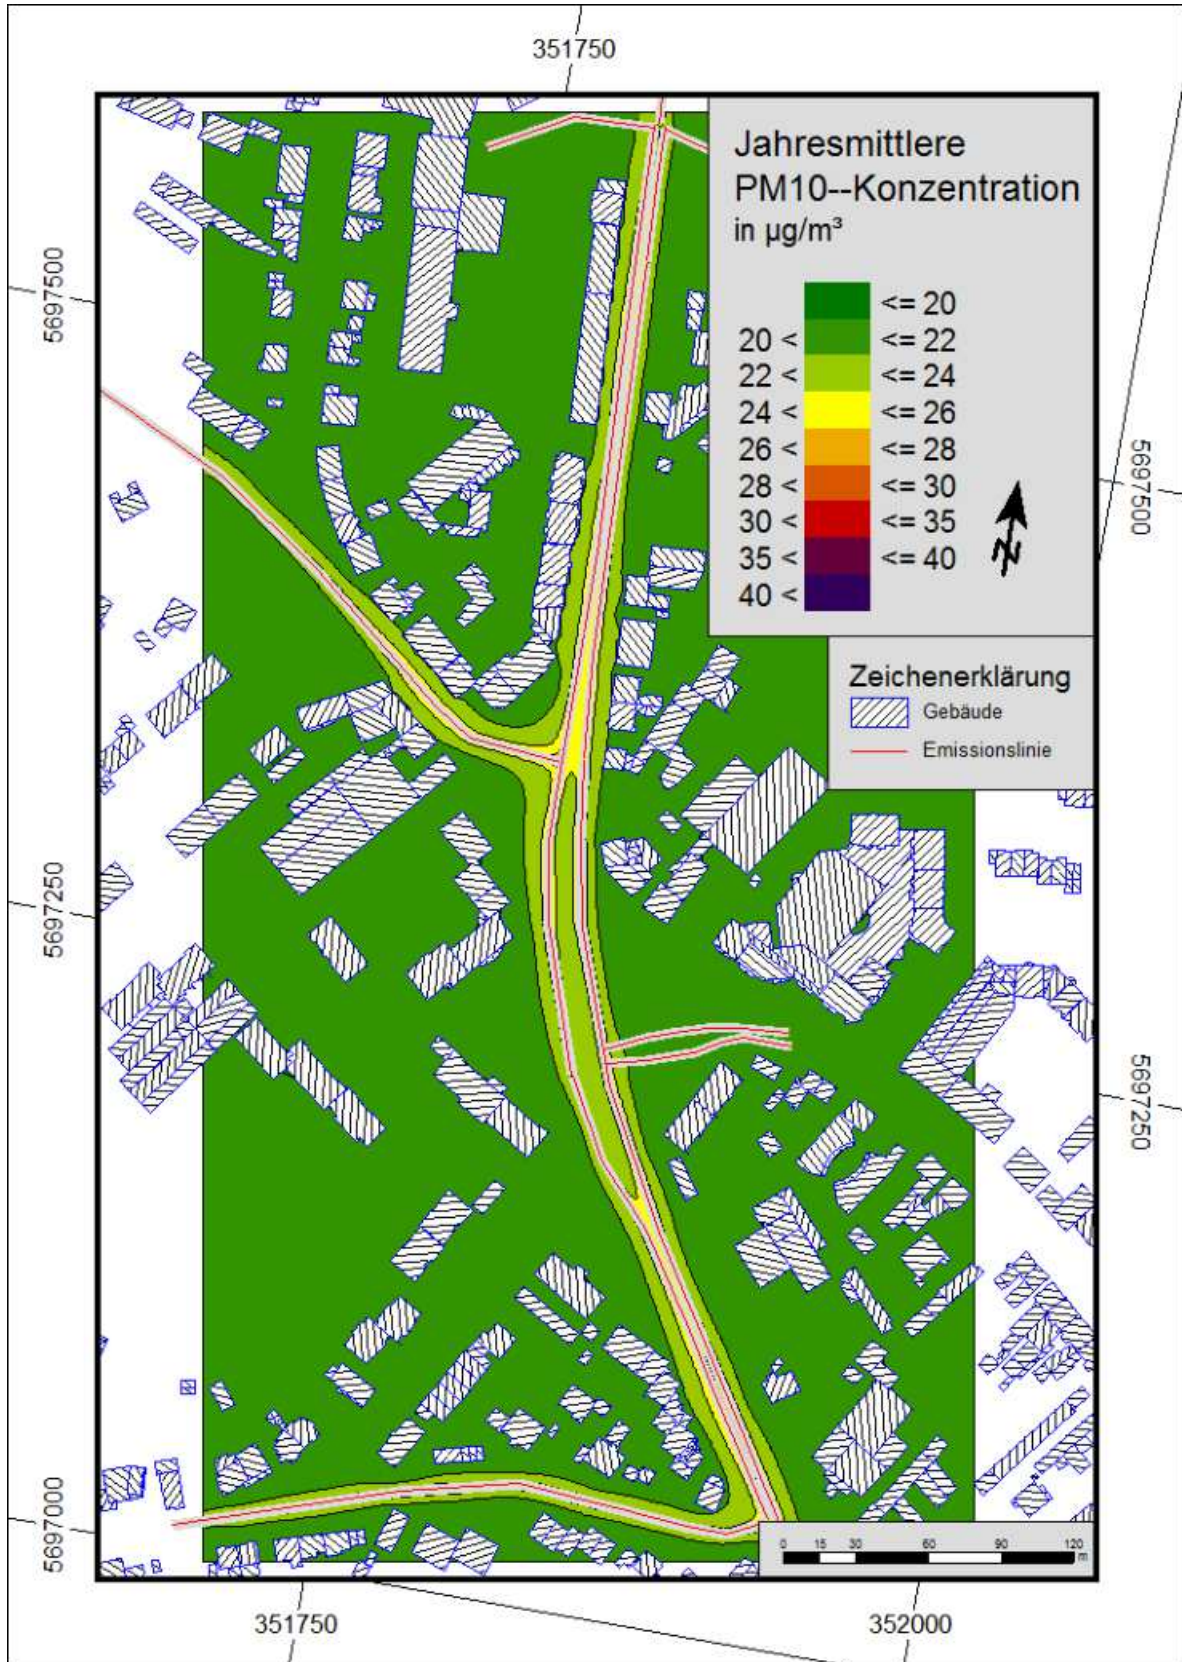 351750
Jahresmittlere
PM10--Konzentration
in µg/m³
<= 20
20 < <= 22
22 < <= 24
24 < <= 26
26 < <= 28
28 < <= 30
30 < <= 35
35 < <= 40
40 <
N
5697500
5697500
Zeichenerklärung
Gebäude
Emissionslinie
5697250
5697250
5697000
0 15 30 60 90 120
m
351750
352000